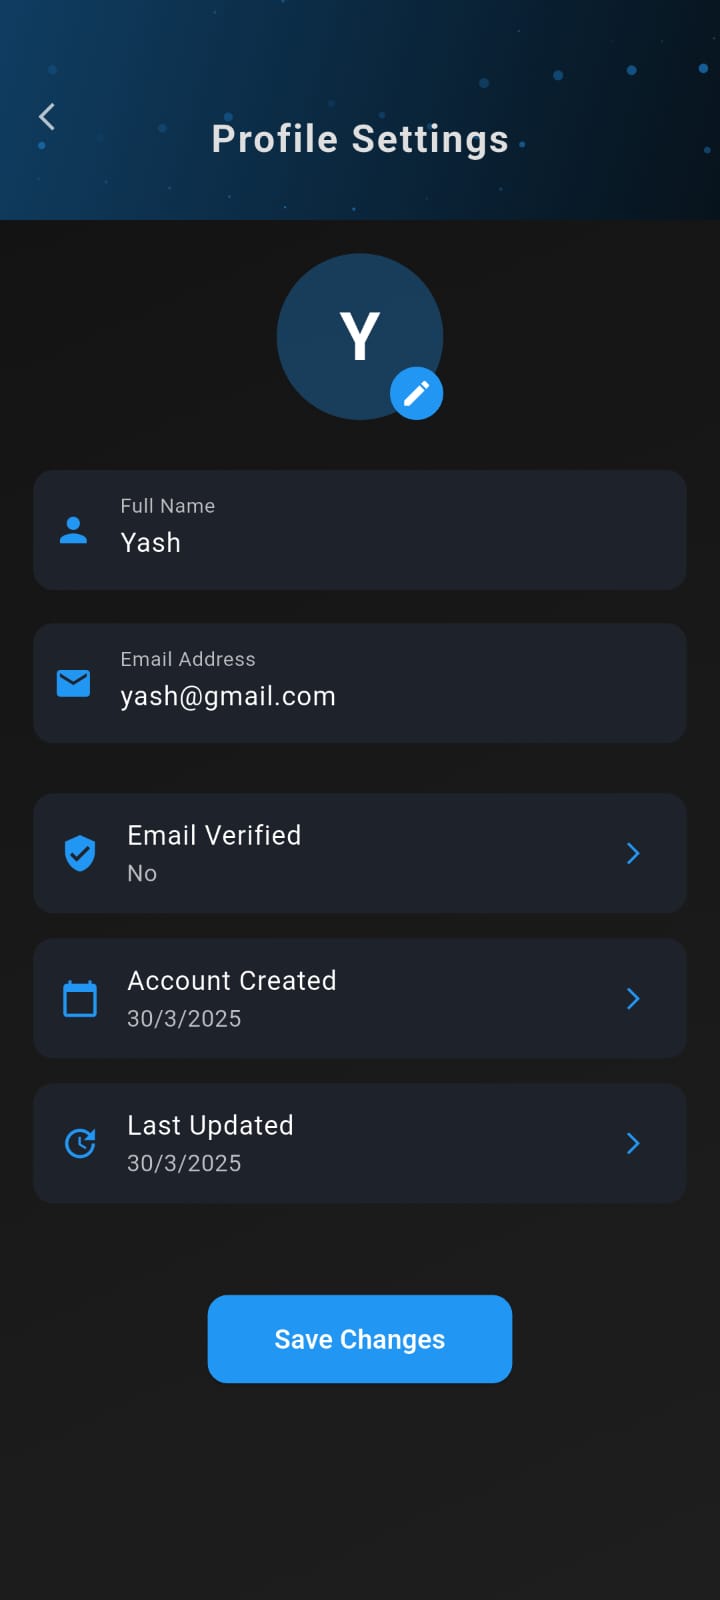 Profile Settings
Y
Full Name
Yash
Email Address
yash@gmail.com
Email Verified
No
Account Created
30/3/2025
Last Updated
30/3/2025
Save Changes